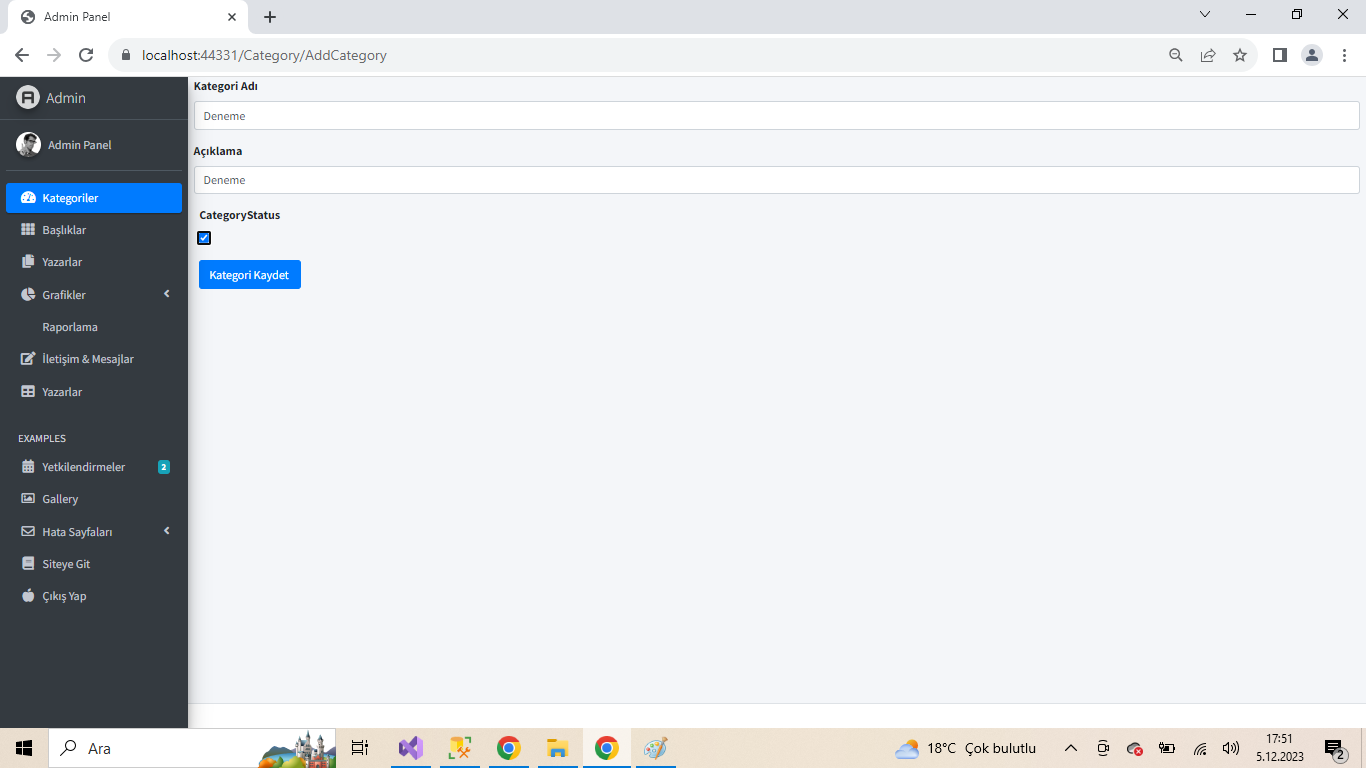 Admin Panel
localhost:44331/Category/AddCategory
Admin
Admin Panel
Kategoriler
Başlıklar
Yazarlar
Grafikler
Raporlama
İletişim & Mesajlar
Yazarlar
EXAMPLES
Yetkilendirmeler 2
Gallery
Hata Sayfaları
Siteye Git
Çıkış Yap
Kategori Adı
Deneme
Açıklama
Deneme
CategoryStatus
Kategori Kaydet
Ara
18°C Çok bulutlu
17:51
5.12.2023
2